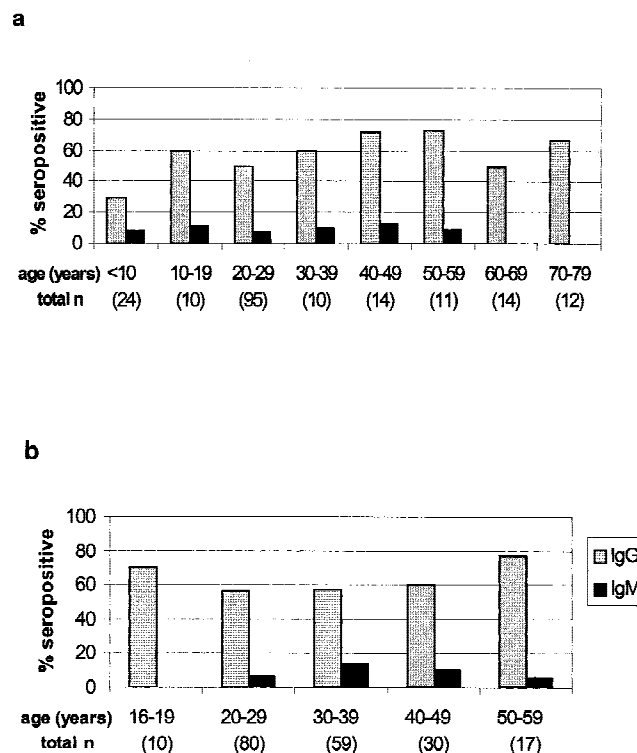 a
100
80
60
40
20
0
% seropositive
age (years) <10 10-19 20-29 30-39 40-49 50-59 60-69 70-79
total n (24) (10) (95) (10) (14) (11) (14) (12)
b
100
80
60
40
20
0
% seropositive
IgG
IgM
age (years) 16-19 20-29 30-39 40-49 50-59
total n (10) (80) (59) (30) (17)